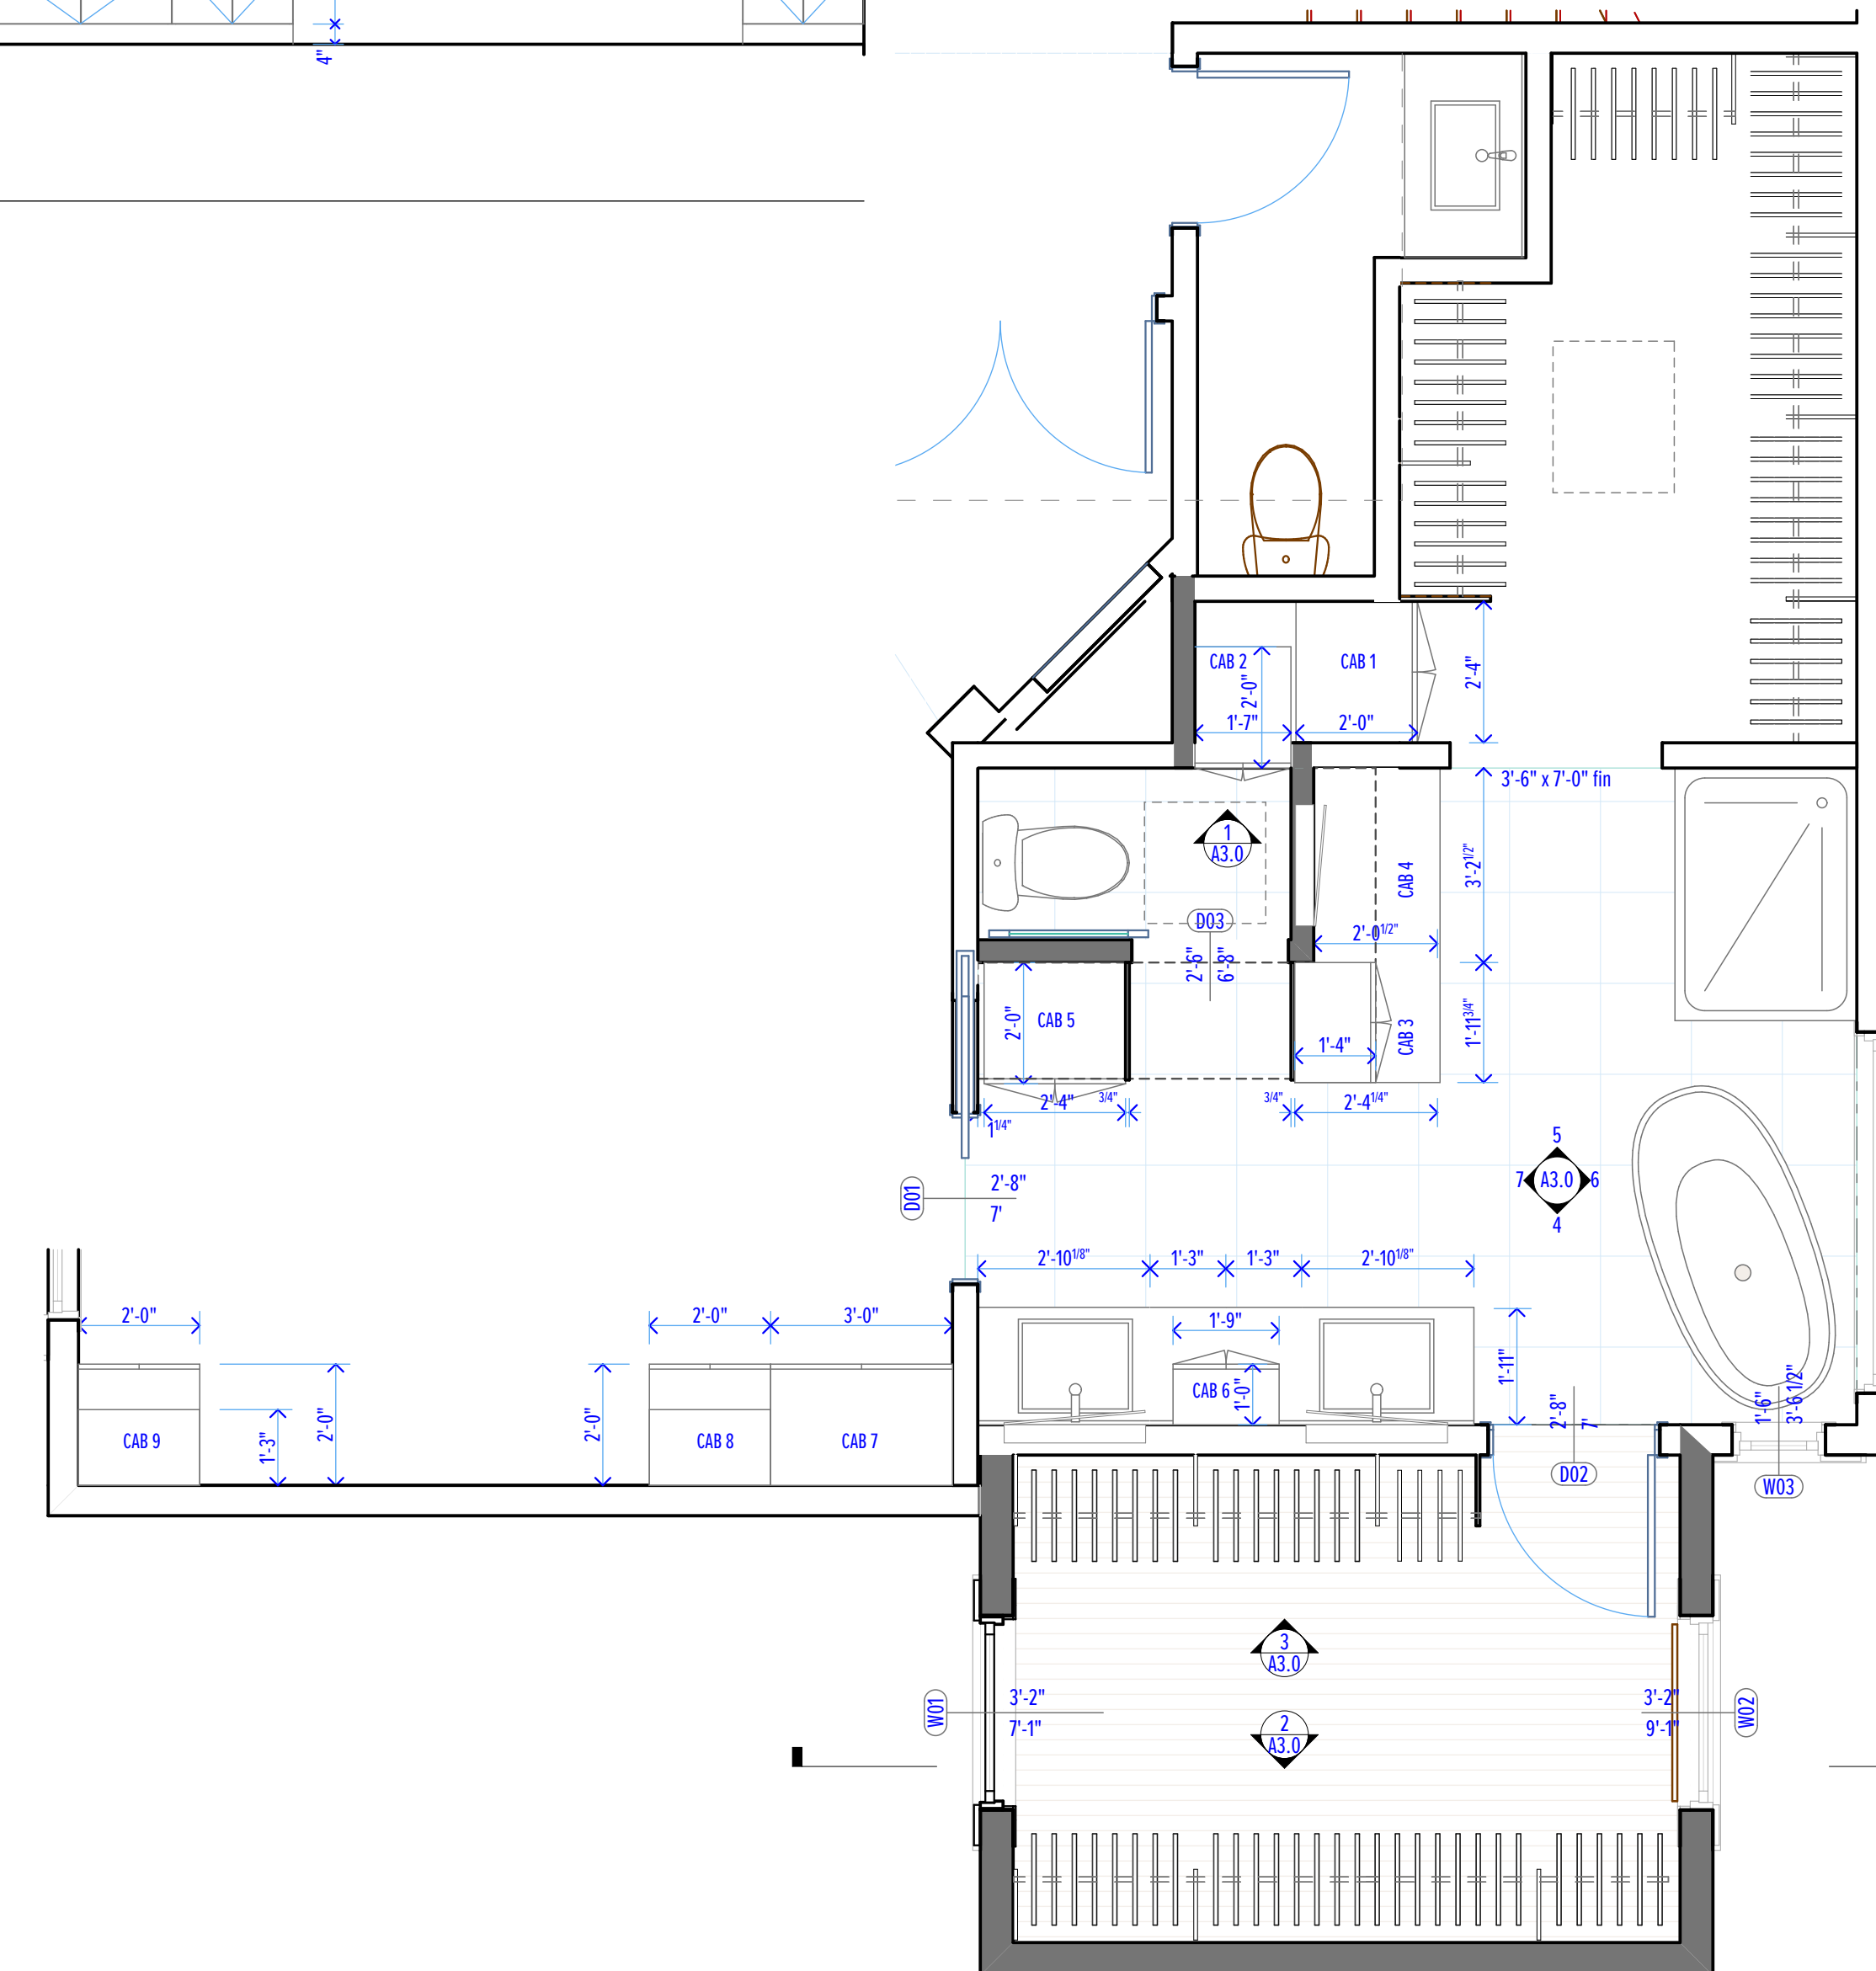 4"
CAB 2
CAB 1
2'-0"
2'-4"
1'-7"
2'-0"
3'-6" x 7'-0" fin
1
A3.0
CAB 4
3'-2 1/2"
D03
2'-0 1/2"
2'-6"
6'-8"
2'-0"
CAB 5
CAB 3
1'-11 3/4"
1'-4"
2'-4"
3/4"
3/4"
2'-4 1/4"
1 1/4"
5
7
A3.0
6
4
D01
2'-8"
7'
2'-10 1/8"
1'-3"
1'-3"
2'-10 1/8"
2'-0"
2'-0"
3'-0"
1'-9"
1'-11"
CAB 6
1'-0"
2'-8"
7'
1'-6"
3'-6 1/2"
CAB 9
1'-3"
2'-0"
2'-0"
CAB 8
CAB 7
D02
W03
3
A3.0
W01
3'-2"
7'-1"
2
A3.0
3'-2"
9'-1"
W02